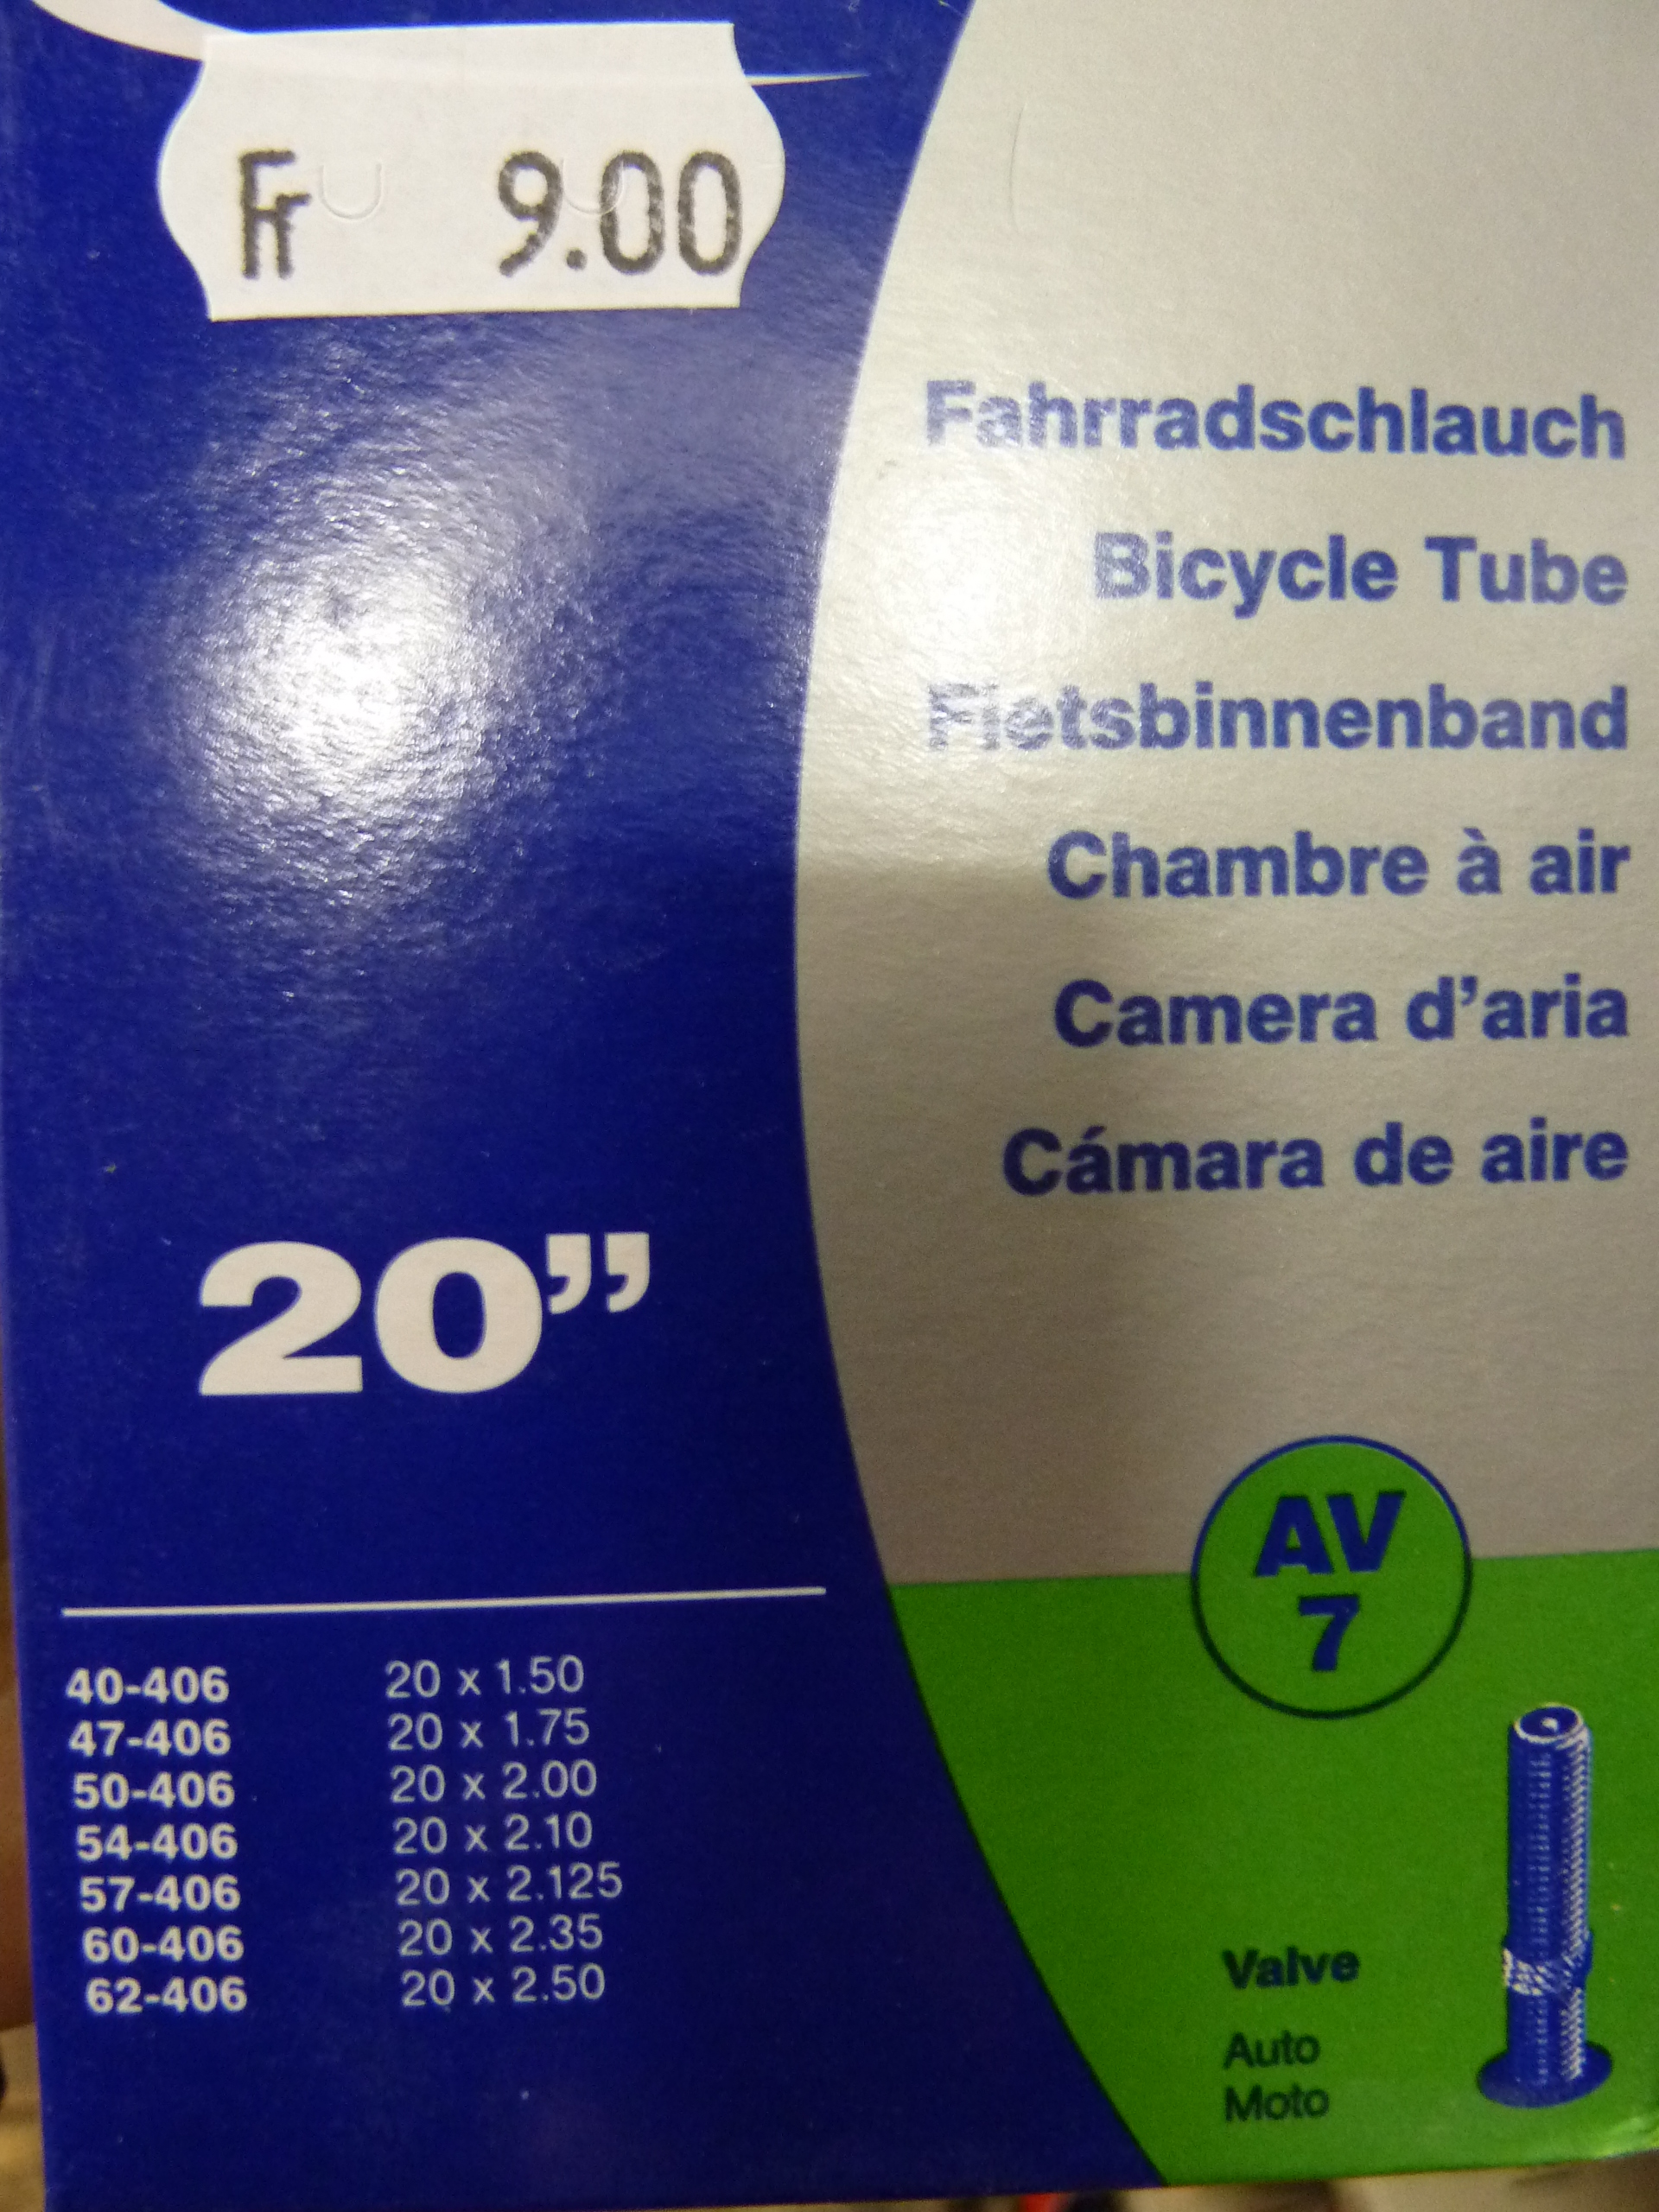 Fr 9.00
Fahrradschlauch
Bicycle Tube
Fietsbinnenband
Chambre à air
Camera d'aria
Cámara de aire
20”
40-406 20 x 1.50
47-406 20 x 1.75
50-406 20 x 2.00
54-406 20 x 2.10
57-406 20 x 2.125
60-406 20 x 2.35
62-406 20 x 2.50
AV
7
Valve
Auto
Moto